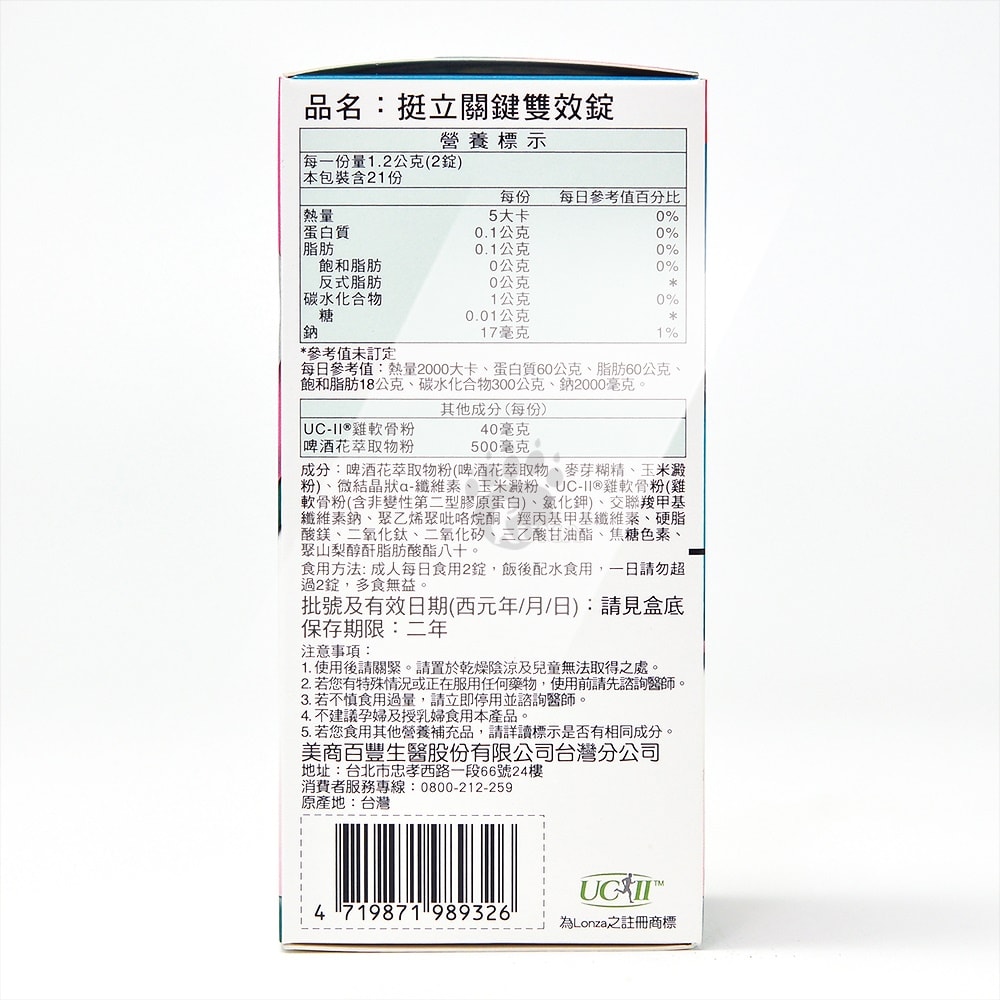 品名：挺立關鍵雙效錠
營養標示
每一份量1.2公克(2錠)
本包裝含21份
每份 每日參考值百分比
熱量 5大卡 0%
蛋白質 0.1公克 0%
脂肪 0.1公克 0%
飽和脂肪 0公克 0%
反式脂肪 0公克 *
碳水化合物 1公克 0%
糖 0.01公克 *
鈉 17毫克 1%
*參考值未訂定
每日參考值：熱量2000大卡、蛋白質60公克、脂肪60公克、
飽和脂肪18公克、碳水化合物300公克、鈉2000毫克。
其他成分(每份)
UC-II®雞軟骨粉 40毫克
啤酒花萃取物粉 500毫克
成分：啤酒花萃取物粉(啤酒花萃取物、麥芽糊精、玉米澱
粉)、微結晶狀α-纖維素、玉米澱粉、UC-II®雞軟骨粉(雞
軟骨粉(含非變性第二型膠原蛋白)、氯化鉀)、交聯羧甲基
纖維素鈉、聚乙烯聚吡咯烷酮、羥丙基甲基纖維素、硬脂
酸鎂、二氧化鈦、二氧化矽、三乙酸甘油酯、焦糖色素、
聚山梨醇酐脂肪酸酯八十。
食用方法: 成人每日食用2錠，飯後配水食用，一日請勿超
過2錠，多食無益。
批號及有效日期(西元年/月/日)：請見盒底
保存期限：二年
注意事項：
1. 使用後請關緊。請置於乾燥陰涼及兒童無法取得之處。
2. 若您有特殊情況或正在服用任何藥物，使用前請先諮詢醫師。
3. 若不慎食用過量，請立即停用並諮詢醫師。
4. 不建議孕婦及授乳婦食用本產品。
5. 若您食用其他營養補充品，請詳讀標示是否有相同成分。
美商百豐生醫股份有限公司台灣分公司
地址：台北市忠孝西路一段66號24樓
消費者服務專線：0800-212-259
原產地：台灣
4 719871 989326
UC II™
為Lonza之註冊商標